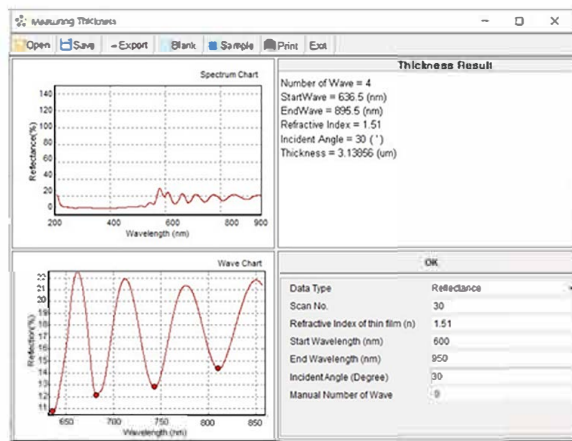 Measuring Thickness
Open Save Export Blank Sample Print Exit
Spectrum Chart
Reflectance(%)
140
120
100
80
60
40
20
0
200 400 600 800 900
Wavelength (nm)
Thickness Result
Number of Wave = 4
StartWave = 636.5 (nm)
EndWave = 895.5 (nm)
Refractive Index = 1.51
Incident Angle = 30 (')
Thickness = 3.13856 (um)
Wave Chart
Reflection(%)
22
21
20
19
18
17
16
15
14
13
12
11
650 700 750 800 850
Wavelength (nm)
OK
Data Type Reflectance
Scan No. 30
Refractive Index of thin film (n) 1.51
Start Wavelength (nm) 600
End Wavelength (nm) 950
Incident Angle (Degree) 30
Manual Number of Wave 0